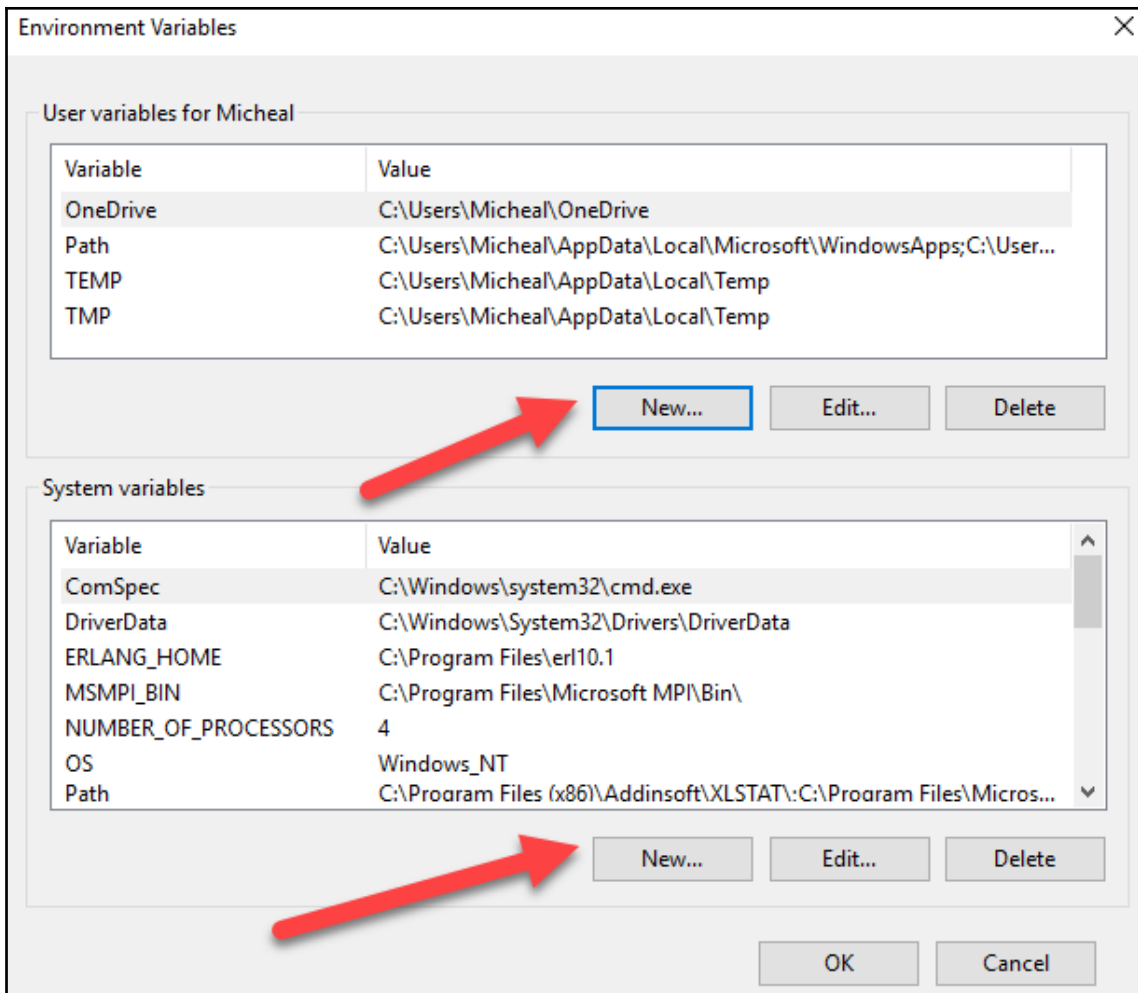 Environment Variables
User variables for Micheal
Variable Value
OneDrive C:\Users\Micheal\OneDrive
Path C:\Users\Micheal\AppData\Local\Microsoft\WindowsApps;C:\User...
TEMP C:\Users\Micheal\AppData\Local\Temp
TMP C:\Users\Micheal\AppData\Local\Temp
New... Edit... Delete
System variables
Variable Value
ComSpec C:\Windows\system32\cmd.exe
DriverData C:\Windows\System32\Drivers\DriverData
ERLANG_HOME C:\Program Files\erl10.1
MSMPI_BIN C:\Program Files\Microsoft MPI\Bin\
NUMBER_OF_PROCESSORS 4
OS Windows_NT
Path C:\Program Files (x86)\Addinsoft\XLSTAT\;C:\Program Files\Micros...
New... Edit... Delete
OK Cancel